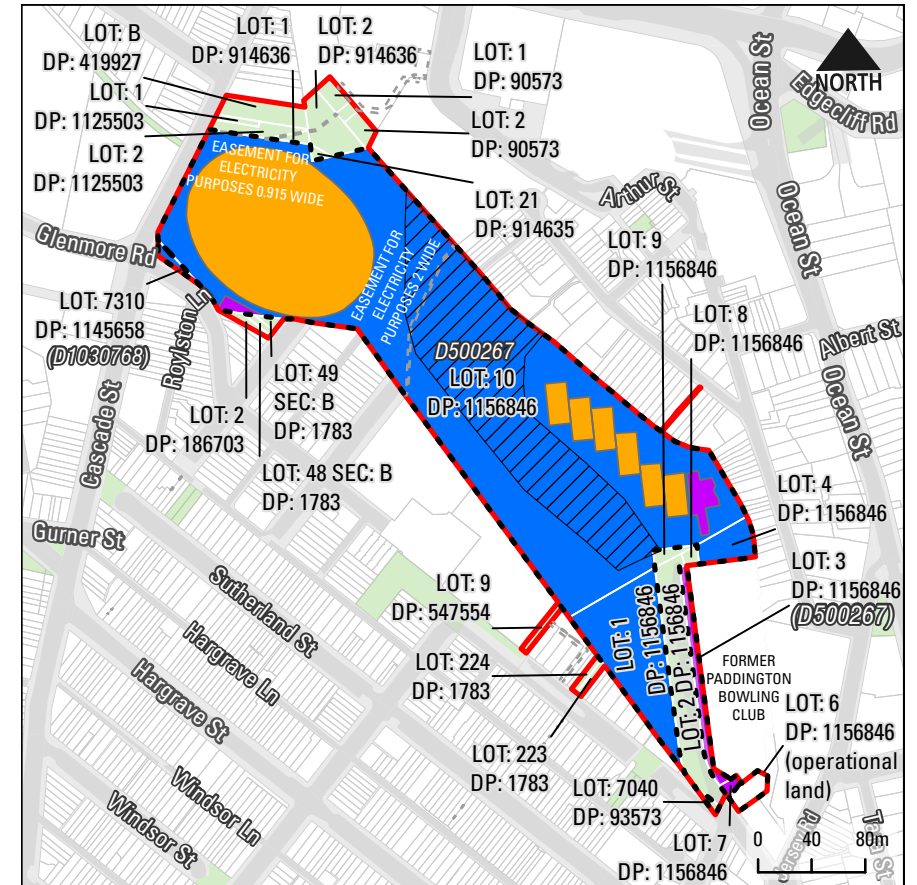 LOT: B
DP: 419927
LOT: 1
DP: 914636
LOT: 2
DP: 914636
LOT: 1
DP: 90573
Ocean St
NORTH
Edgecliff Rd
LOT: 1
DP: 1125503
LOT: 2
DP: 90573
LOT: 2
DP: 1125503
EASEMENT FOR
ELECTRICITY
PURPOSES 0.915 WIDE
Arthur St
Ocean St
LOT: 21
DP: 914635
Glenmore Rd
EASEMENT FOR
ELECTRICITY
PURPOSES 2 WIDE
LOT: 9
DP: 1156846
LOT: 7310
DP: 1145658
(D1030768)
Roylston Ln
LOT: 8
DP: 1156846
Albert St
D500267
LOT: 10
DP: 1156846
LOT: 49
SEC: B
DP: 1783
Ocean St
LOT: 2
DP: 186703
Cascade St
LOT: 48 SEC: B
DP: 1783
LOT: 4
DP: 1156846
Gurner St
LOT: 3
DP: 1156846
(D500267)
Sutherland St
LOT: 9
DP: 547554
LOT: 1
DP: 1156846
LOT: 2 DP: 1156846
Hargrave Ln
LOT: 224
DP: 1783
FORMER
PADDINGTON
BOWLING
CLUB
Hargrave St
LOT: 6
DP: 1156846
(operational
land)
LOT: 223
DP: 1783
Windsor Ln
LOT: 7040
DP: 93573
Windsor St
LOT: 7
DP: 1156846
0 40 80m